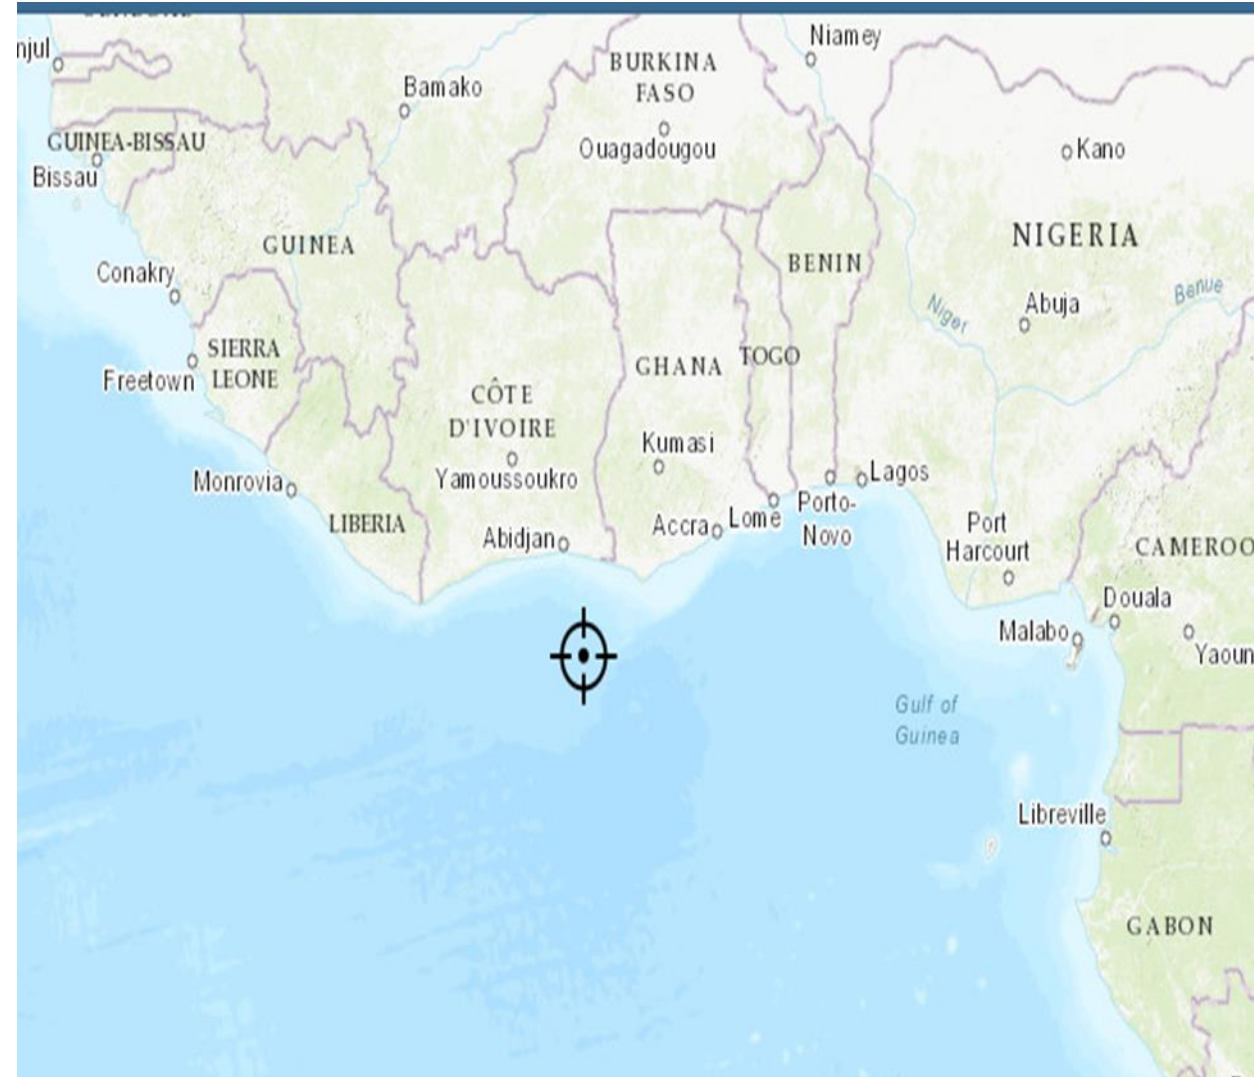 njul
Niamey
BURKINA
FASO
Bamako
Ouagadougou
GUINEA-BISSAU
Bissau
Kano
NIGERIA
GUINEA
BENIN
Conakry
Abuja
Benue
Niger
SIERRA
LEONE
Freetown
GHANA
TOGO
CÔTE
D'IVOIRE
Kumasi
Yamoussoukro
Lagos
Monrovia
LIBERIA
Abidjan
Accra
Lome
Porto-
Novo
Port
Harcourt
CAMEROO
Douala
Malabo
Yaoun
Gulf of
Guinea
Libreville
GABON